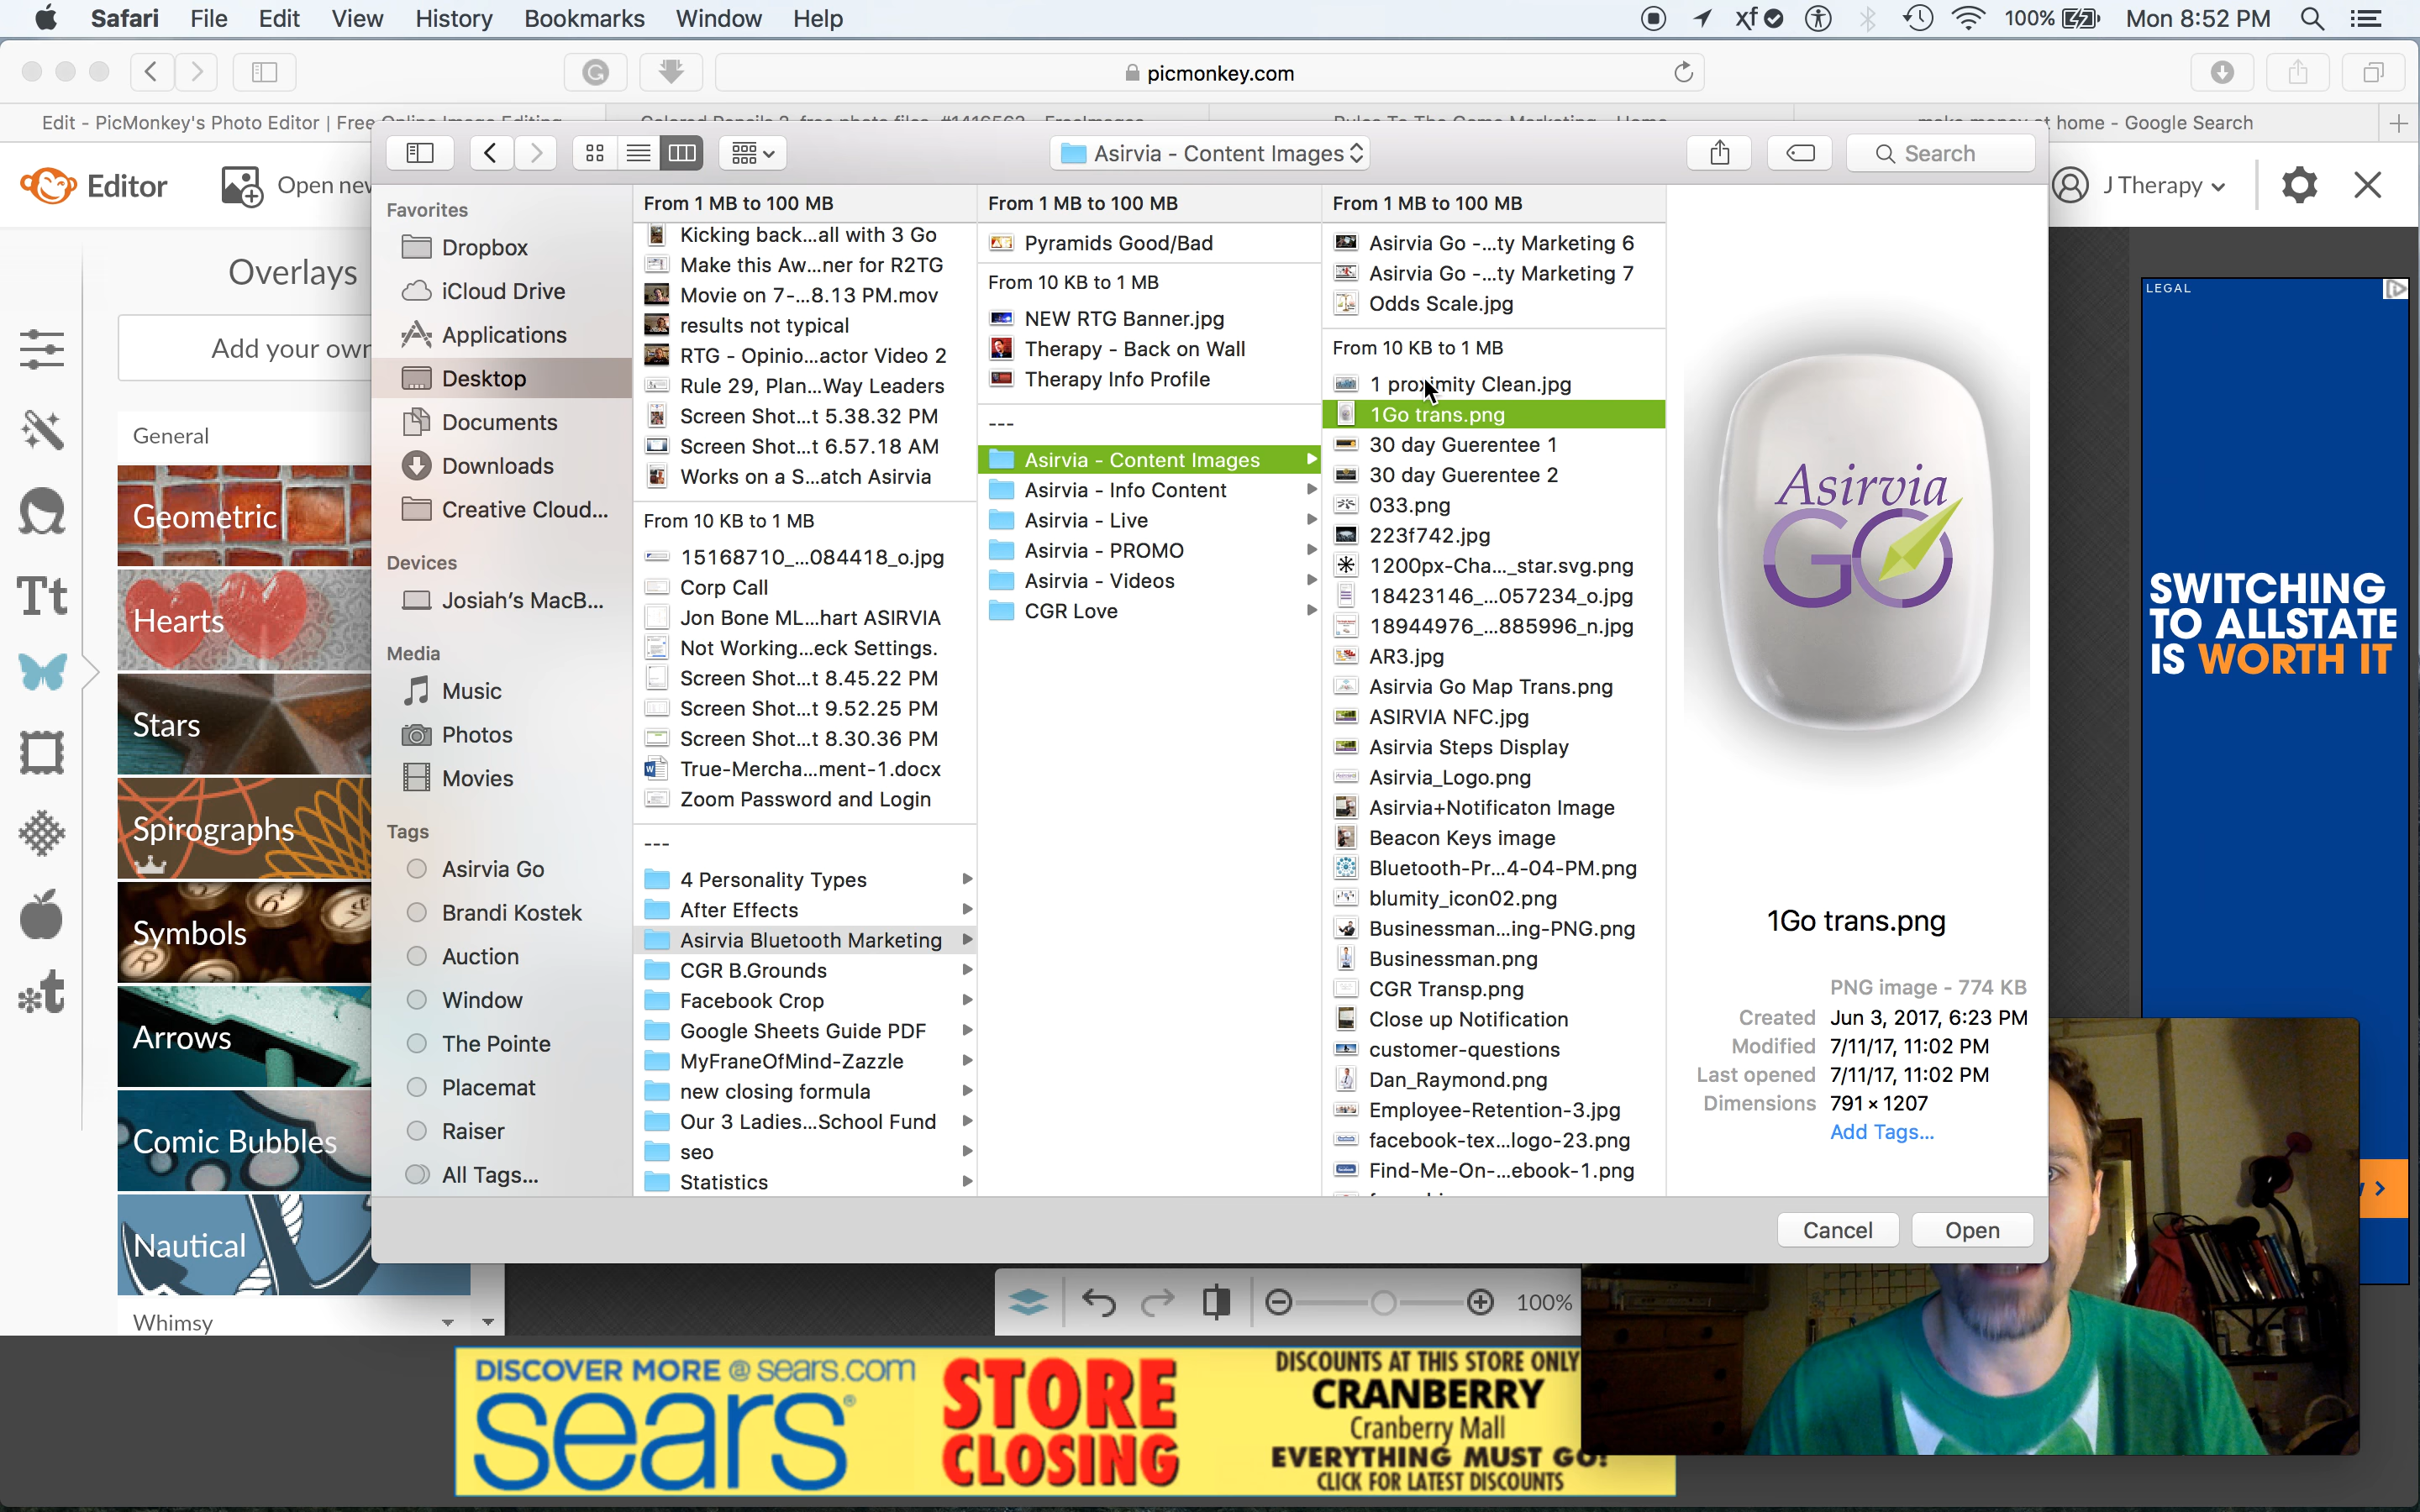 Safari File Edit View History Bookmarks Window Help
xf 100% Mon 8:52 PM
picmonkey.com
Edit - PicMonkey's Photo Editor | Free Online Image Editing
home - Google Search
Editor
Open new
J Therapy
Overlays
Add your own
General
Geometric
Hearts
Stars
Spirographs
Symbols
Arrows
Comic Bubbles
Nautical
Whimsy
Asirvia - Content Images
Search
Favorites
Dropbox
iCloud Drive
Applications
Desktop
Documents
Downloads
Creative Cloud...
Devices
Josiah's MacB...
Media
Music
Photos
Movies
Tags
Asirvia Go
Brandi Kostek
Auction
Window
The Pointe
Placemat
Raiser
All Tags...
From 1 MB to 100 MB
Kicking back...all with 3 Go
Make this Aw...ner for R2TG
Movie on 7-...8.13 PM.mov
results not typical
RTG - Opinio...actor Video 2
Rule 29, Plan...Way Leaders
Screen Shot...t 5.38.32 PM
Screen Shot...t 6.57.18 AM
Works on a S...atch Asirvia
From 10 KB to 1 MB
15168710_...084418_o.jpg
Corp Call
Jon Bone ML...hart ASIRVIA
Not Working...eck Settings.
Screen Shot...t 8.45.22 PM
Screen Shot...t 9.52.25 PM
Screen Shot...t 8.30.36 PM
True-Mercha...ment-1.docx
Zoom Password and Login
---
4 Personality Types
After Effects
Asirvia Bluetooth Marketing
CGR B.Grounds
Facebook Crop
Google Sheets Guide PDF
MyFraneOfMind-Zazzle
new closing formula
Our 3 Ladies...School Fund
seo
Statistics
From 1 MB to 100 MB
Pyramids Good/Bad
From 10 KB to 1 MB
NEW RTG Banner.jpg
Therapy - Back on Wall
Therapy Info Profile
---
Asirvia - Content Images
Asirvia - Info Content
Asirvia - Live
Asirvia - PROMO
Asirvia - Videos
CGR Love
From 1 MB to 100 MB
Asirvia Go -...ty Marketing 6
Asirvia Go -...ty Marketing 7
Odds Scale.jpg
From 10 KB to 1 MB
1 proximity Clean.jpg
1Go trans.png
30 day Guerentee 1
30 day Guerentee 2
033.png
223f742.jpg
1200px-Cha..._star.svg.png
18423146_...057234_o.jpg
18944976_...885996_n.jpg
AR3.jpg
Asirvia Go Map Trans.png
ASIRVIA NFC.jpg
Asirvia Steps Display
Asirvia_Logo.png
Asirvia+Notificaton Image
Beacon Keys image
Bluetooth-Pr...4-04-PM.png
blumity_icon02.png
Businessman...ing-PNG.png
Businessman.png
CGR Transp.png
Close up Notification
customer-questions
Dan_Raymond.png
Employee-Retention-3.jpg
facebook-tex...logo-23.png
Find-Me-On-...ebook-1.png
Asirvia
GO
1Go trans.png
PNG image - 774 KB
Created Jun 3, 2017, 6:23 PM
Modified 7/11/17, 11:02 PM
Last opened 7/11/17, 11:02 PM
Dimensions 791 × 1207
Add Tags...
Cancel Open
LEGAL
SWITCHING
TO ALLSTATE
IS WORTH IT
100%
DISCOVER MORE @ sears.com
sears®
STORE
CLOSING
DISCOUNTS AT THIS STORE ONLY
CRANBERRY
Cranberry Mall
EVERYTHING MUST GO!
CLICK FOR LATEST DISCOUNTS